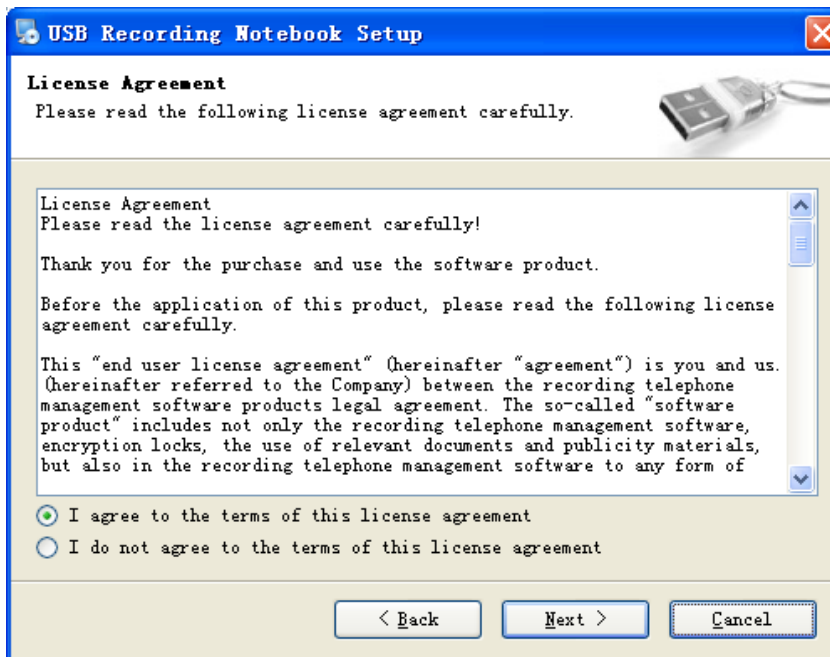 USB Recording Notebook Setup
License Agreement
Please read the following license agreement carefully.
License Agreement
Please read the license agreement carefully!
Thank you for the purchase and use the software product.
Before the application of this product, please read the following license
agreement carefully.
This "end user license agreement" (hereinafter "agreement") is you and us.
(hereinafter referred to the Company) between the recording telephone
management software products legal agreement. The so-called "software
product" includes not only the recording telephone management software,
encryption locks, the use of relevant documents and publicity materials,
but also in the recording telephone management software to any form of
I agree to the terms of this license agreement
I do not agree to the terms of this license agreement
< Back
Next >
Cancel